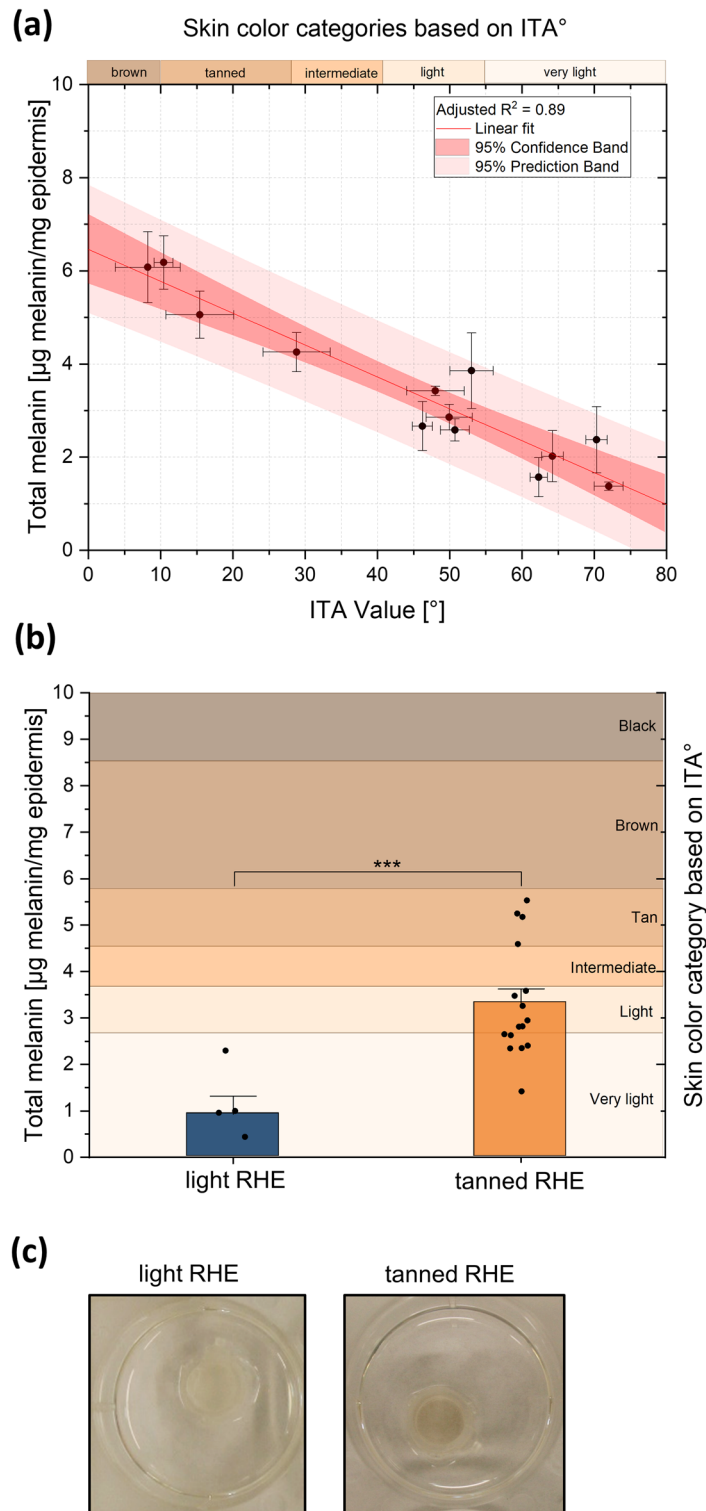 (a)
Skin color categories based on ITA°
brown tanned intermediate light very light
Adjusted R² = 0.89
Linear fit
95% Confidence Band
95% Prediction Band
Total melanin [µg melanin/mg epidermis]
10
8
6
4
2
0
0 10 20 30 40 50 60 70 80
ITA Value [°]
(b)
Total melanin [µg melanin/mg epidermis]
10
9
8
7
6
5
4
3
2
1
0
Black
Brown
Tan
Intermediate
Light
Very light
***
Skin color category based on ITA°
light RHE tanned RHE
(c)
light RHE tanned RHE